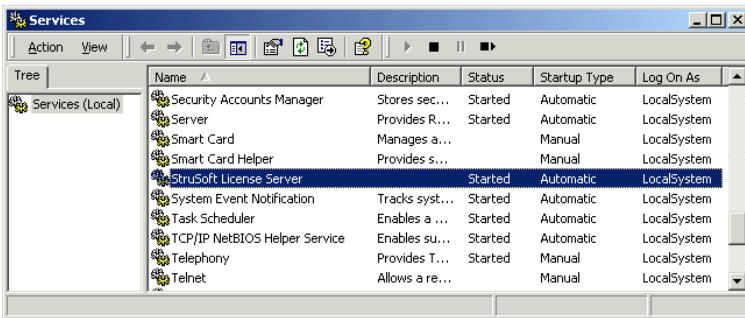 Services
Action View
Tree
Services (Local)
Name Description Status Startup Type Log On As
Security Accounts Manager Stores sec... Started Automatic LocalSystem
Server Provides R... Started Automatic LocalSystem
Smart Card Manages a... Manual LocalSystem
Smart Card Helper Provides s... Manual LocalSystem
StruSoft License Server Started Automatic LocalSystem
System Event Notification Tracks syst... Started Automatic LocalSystem
Task Scheduler Enables a ... Started Automatic LocalSystem
TCP/IP NetBIOS Helper Service Enables su... Started Automatic LocalSystem
Telephony Provides T... Started Manual LocalSystem
Telnet Allows a re... Manual LocalSystem